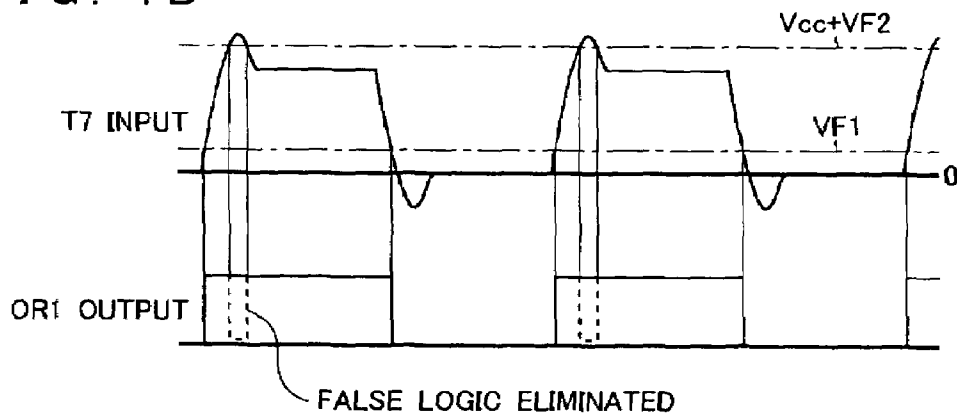 Vcc+VF2
T7 INPUT
VF1
0
OR1 OUTPUT
FALSE LOGIC ELIMINATED